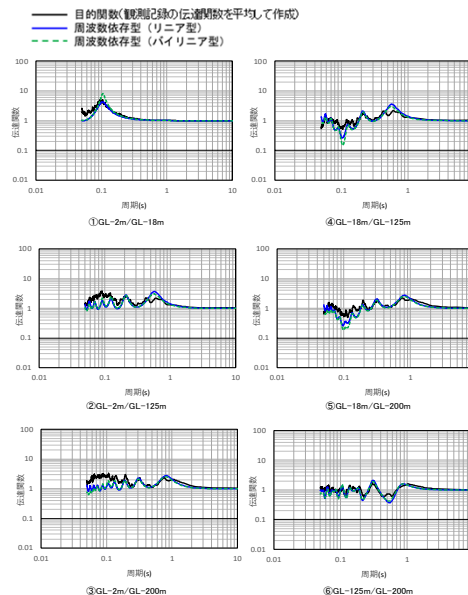 目的関数(観測記録の伝達関数を平均して作成)
周波数依存型 (リニア型)
周波数依存型 (バイリニア型)
100
10
1
0.1
0.01
伝達関数
0.01
0.1
1
10
周期(s)
①GL-2m/GL-18m
100
10
1
0.1
0.01
伝達関数
0.01
0.1
1
周期(s)
④GL-18m/GL-125m
100
10
1
0.1
0.01
伝達関数
0.01
0.1
1
10
周期(s)
②GL-2m/GL-125m
100
10
1
0.1
0.01
伝達関数
0.01
0.1
1
周期(s)
⑤GL-18m/GL-200m
100
10
1
0.1
0.01
伝達関数
0.01
0.1
1
10
周期(s)
③GL-2m/GL-200m
100
10
1
0.1
0.01
伝達関数
0.01
0.1
1
周期(s)
⑥GL-125m/GL-200m